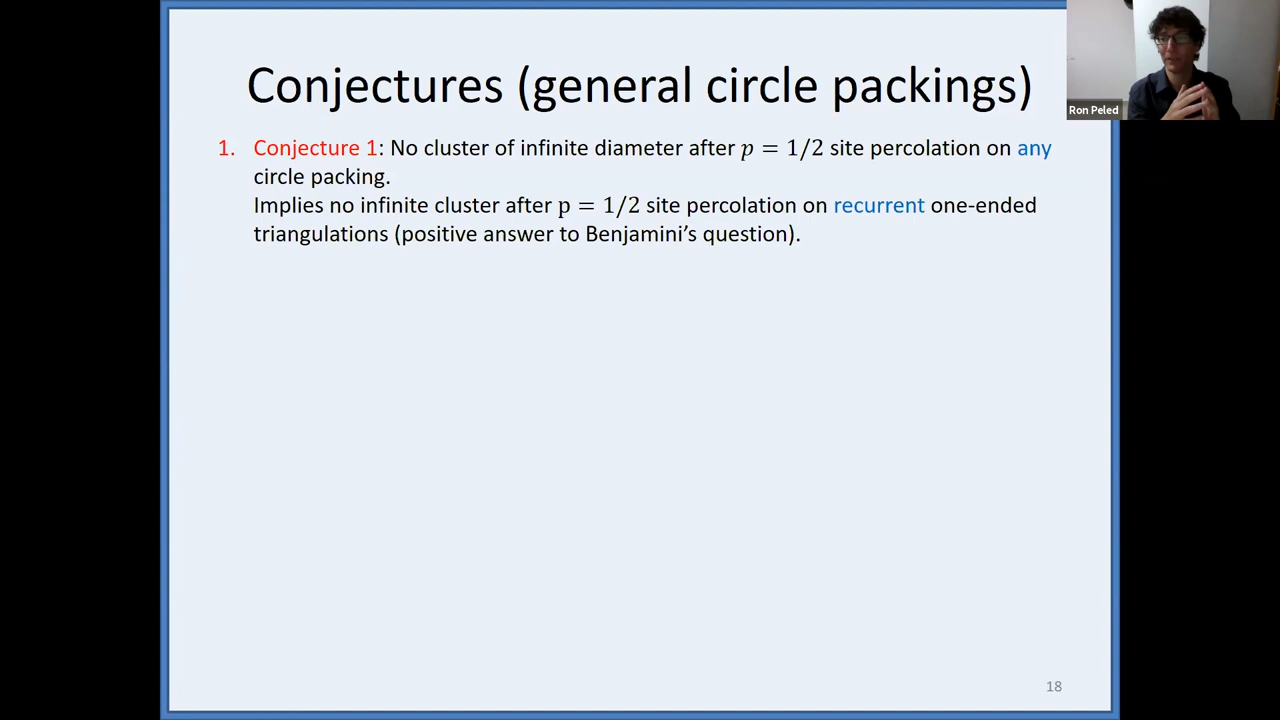 Conjectures (general circle packings)
1. Conjecture 1: No cluster of infinite diameter after p = 1/2 site percolation on any
circle packing.
Implies no infinite cluster after p = 1/2 site percolation on recurrent one-ended
triangulations (positive answer to Benjamini’s question).
Ron Peled
18